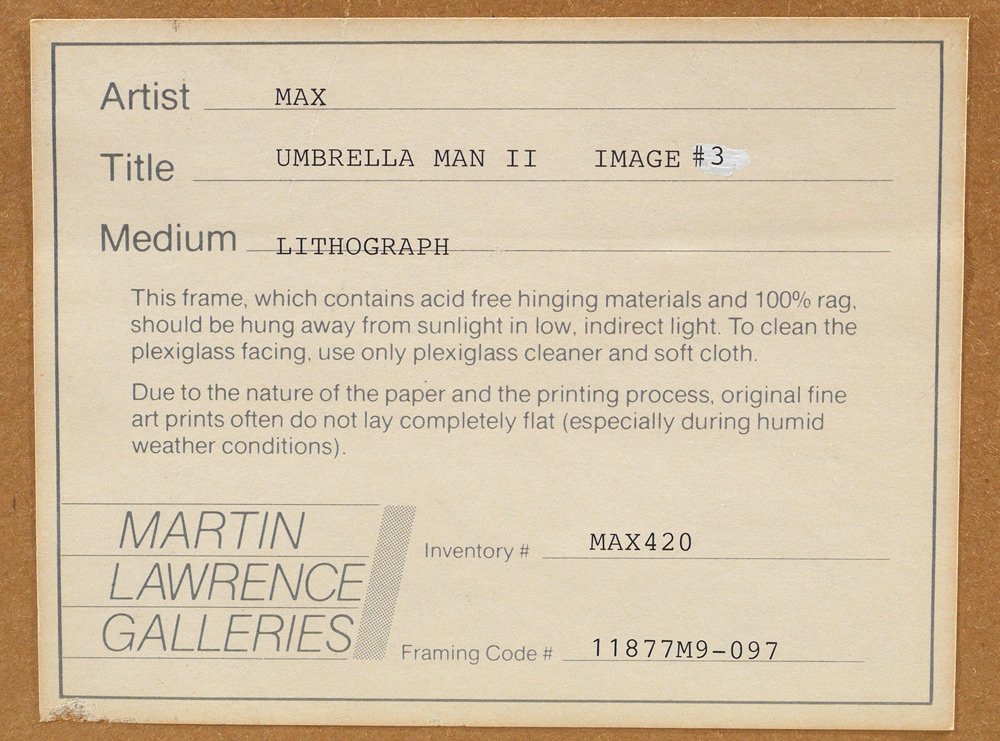 Artist MAX
Title UMBRELLA MAN II IMAGE #3
Medium LITHOGRAPH
This frame, which contains acid free hinging materials and 100% rag,
should be hung away from sunlight in low, indirect light. To clean the
plexiglass facing, use only plexiglass cleaner and soft cloth.
Due to the nature of the paper and the printing process, original fine
art prints often do not lay completely flat (especially during humid
weather conditions).
MARTIN
LAWRENCE
GALLERIES
Inventory # MAX420
Framing Code # 11877M9-097